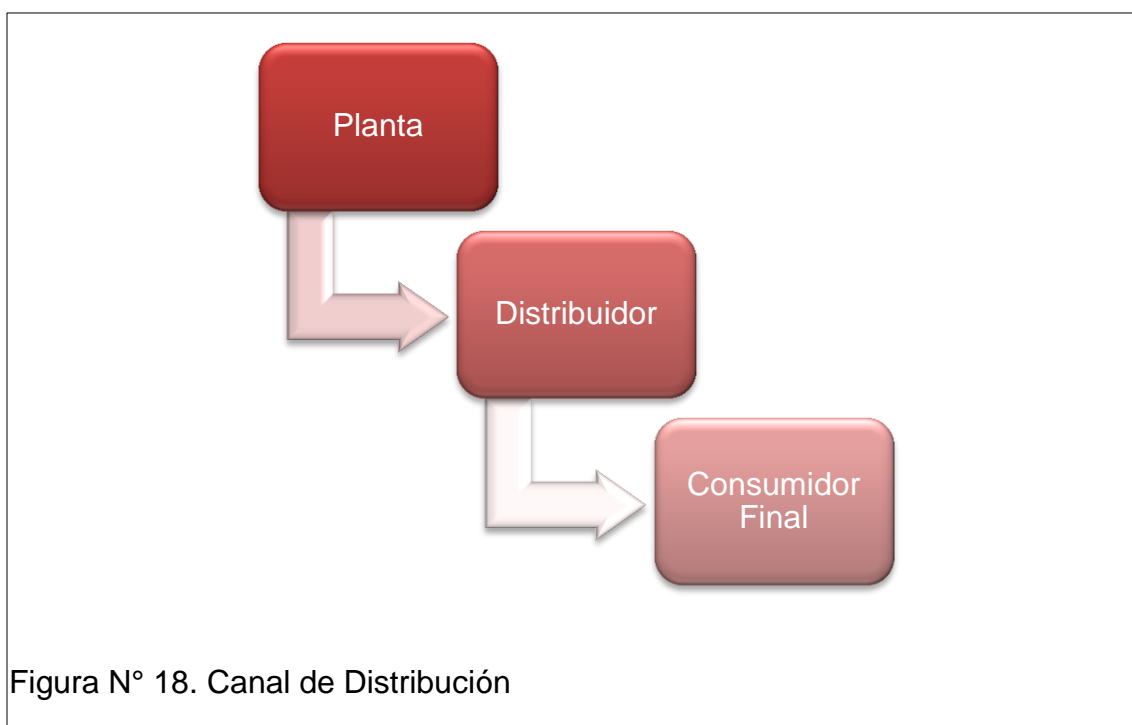 Planta
Distribuidor
Consumidor
Final
Figura N° 18. Canal de Distribución